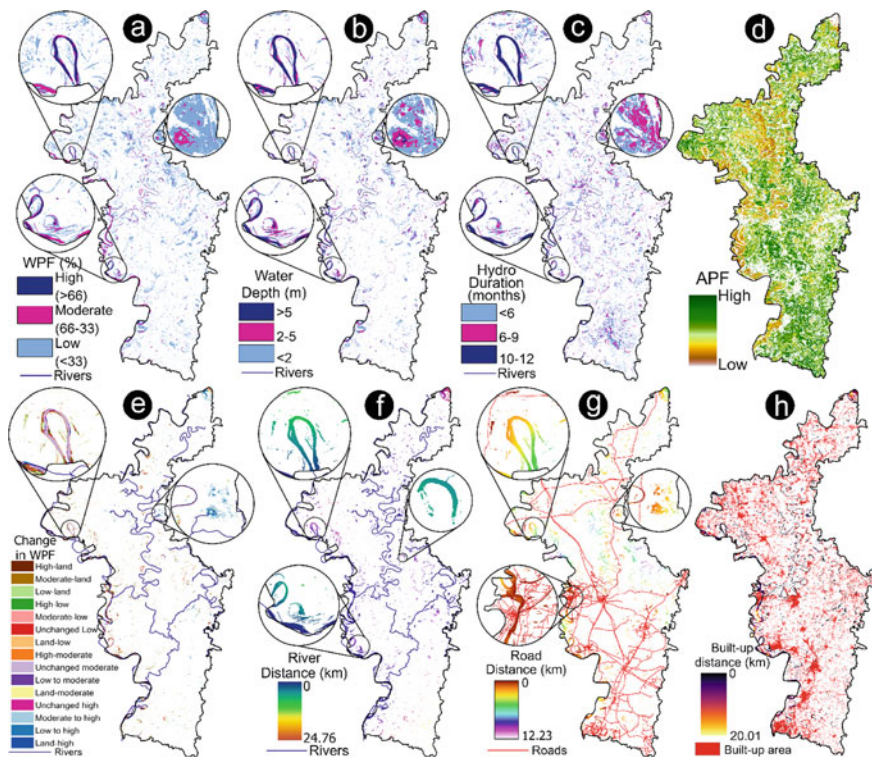 a
b
c
d
WPF (%)
High
(>66)
Moderate
(66-33)
Low
(<33)
Rivers
Water
Depth (m)
>5
2-5
<2
Rivers
Hydro
Duration
(months)
<6
6-9
10-12
Rivers
APF
High
Low
e
f
g
h
Change
in WPF
High-land
Moderate-land
Low-land
High-low
Moderate-low
Unchanged Low
Land-low
High-moderate
Unchanged moderate
Low to moderate
Land-moderate
Unchanged high
Moderate to high
Low to high
Land-high
Rivers
River
Distance (km)
0
24.76
Rivers
Road
Distance (km)
0
12.23
Roads
Built-up
distance (km)
0
20.01
Built-up area